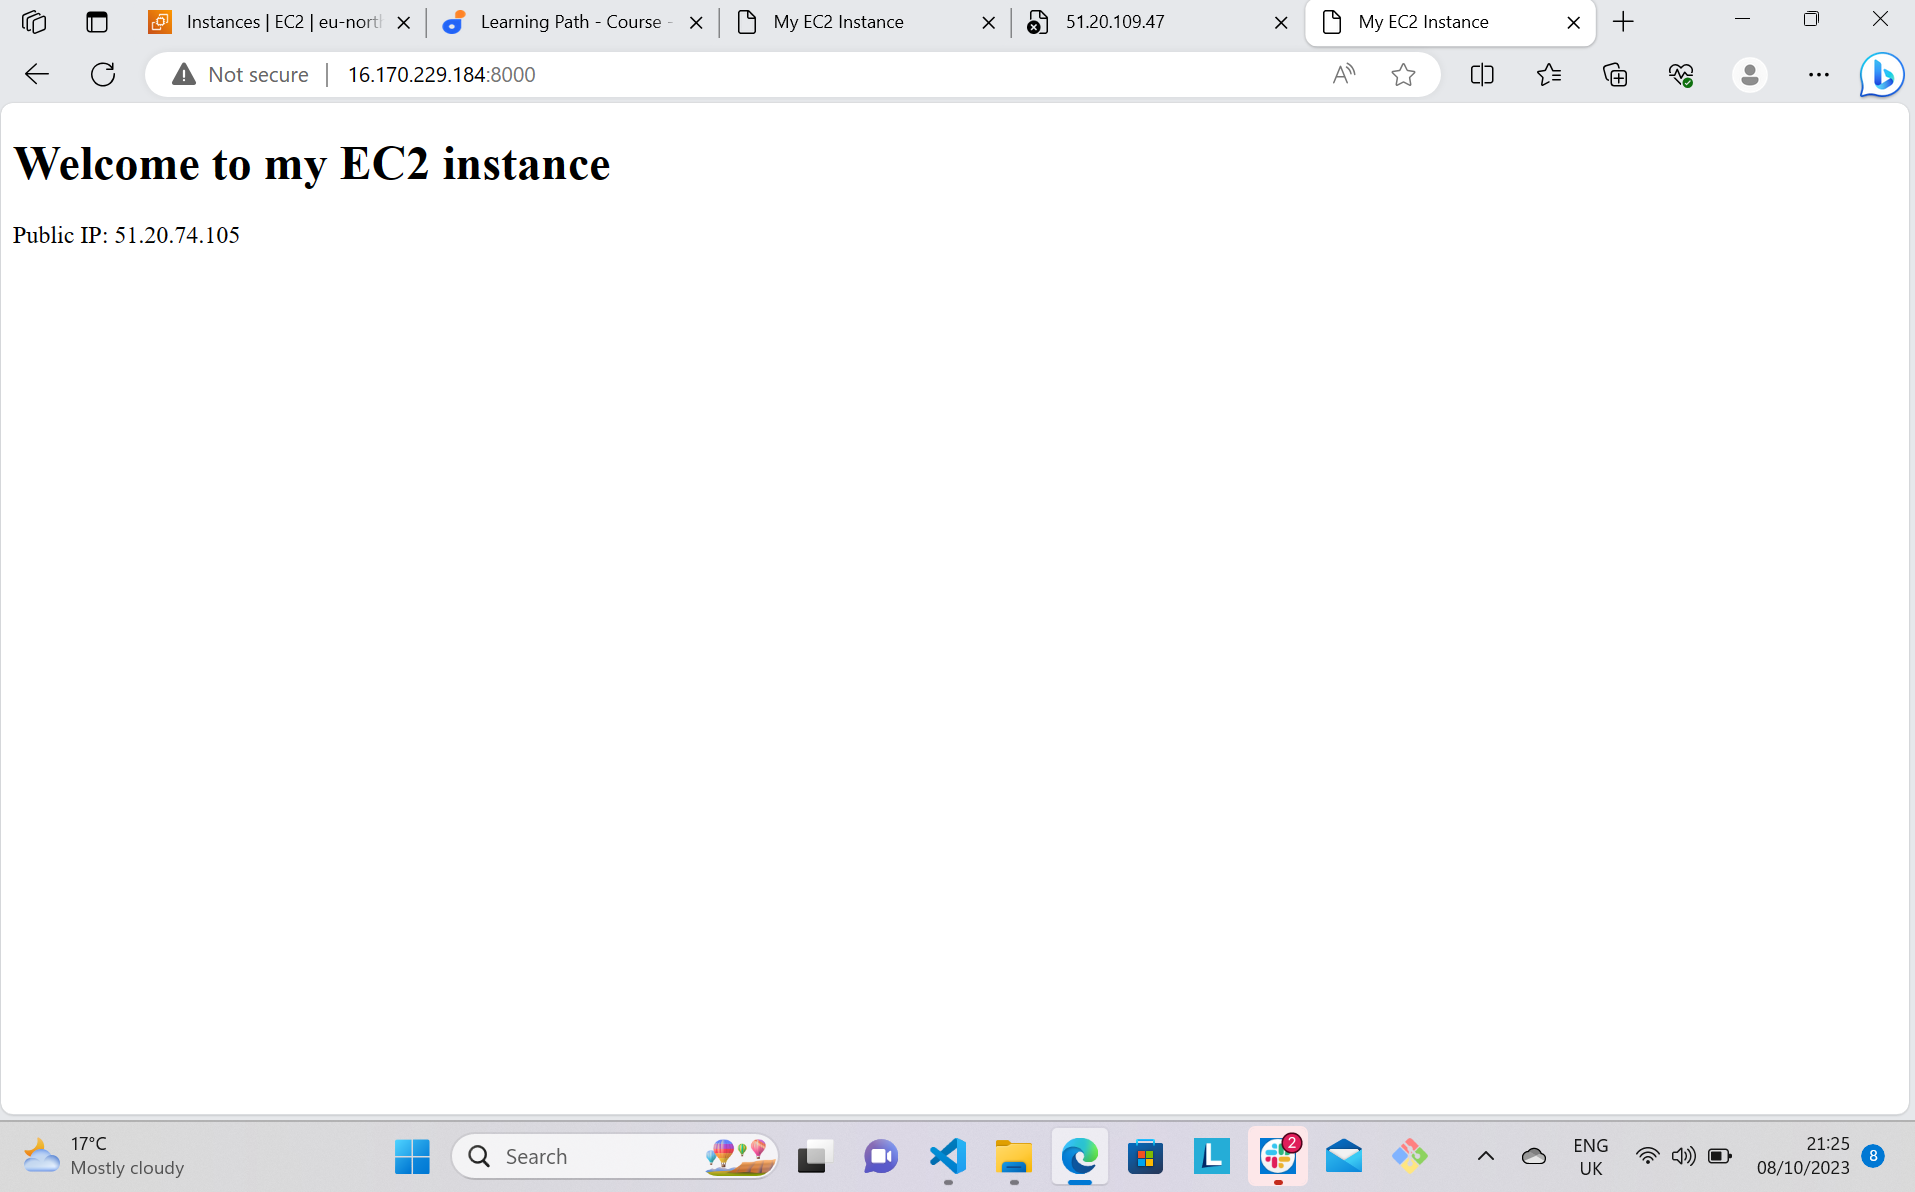 Instances | EC2 | eu-nort
Learning Path - Course -
My EC2 Instance
51.20.109.47
My EC2 Instance
Not secure
16.170.229.184:8000
Welcome to my EC2 instance
Public IP: 51.20.74.105
17°C
Mostly cloudy
Search
2
ENG
UK
21:25
08/10/2023
8